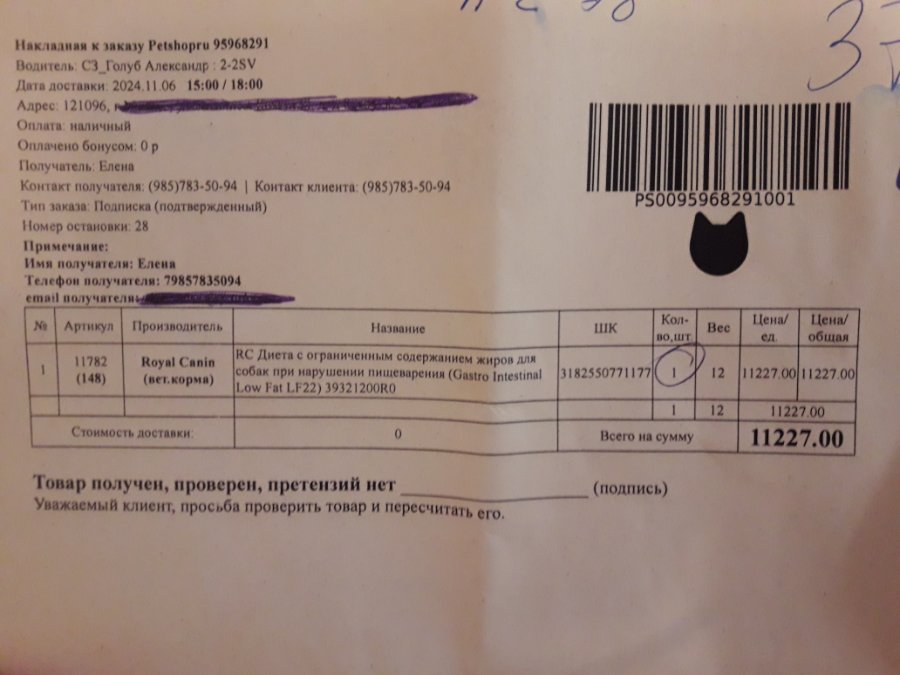 Накладная к заказу Petshopru 95968291
Водитель: СЗ_Голуб Александр : 2-2SV
Дата доставки: 2024.11.06 15:00 / 18:00
Адрес: 121096,
Оплата: наличный
Оплачено бонусом: 0 р
Получатель: Елена
Контакт получателя: (985)783-50-94 | Контакт клиента: (985)783-50-94
Тип заказа: Подписка (подтвержденный)
Номер остановки: 28
Примечание:
Имя получателя: Елена
Телефон получателя: 79857835094
email получателя:
PS0095968291001
№ Артикул Производитель Название ШК Кол-во,шт Вес Цена/ед. Цена/общая
1 11782 (148) Royal Canin (вет.корма) RC Диета с ограниченным содержанием жиров для собак при нарушении пищеварения (Gastro Intestinal Low Fat LF22) 39321200R0 3182550771177 1 12 11227.00 11227.00
1 12 11227.00
Стоимость доставки: 0 Всего на сумму 11227.00
Товар получен, проверен, претензий нет (подпись)
Уважаемый клиент, просьба проверить товар и пересчитать его.